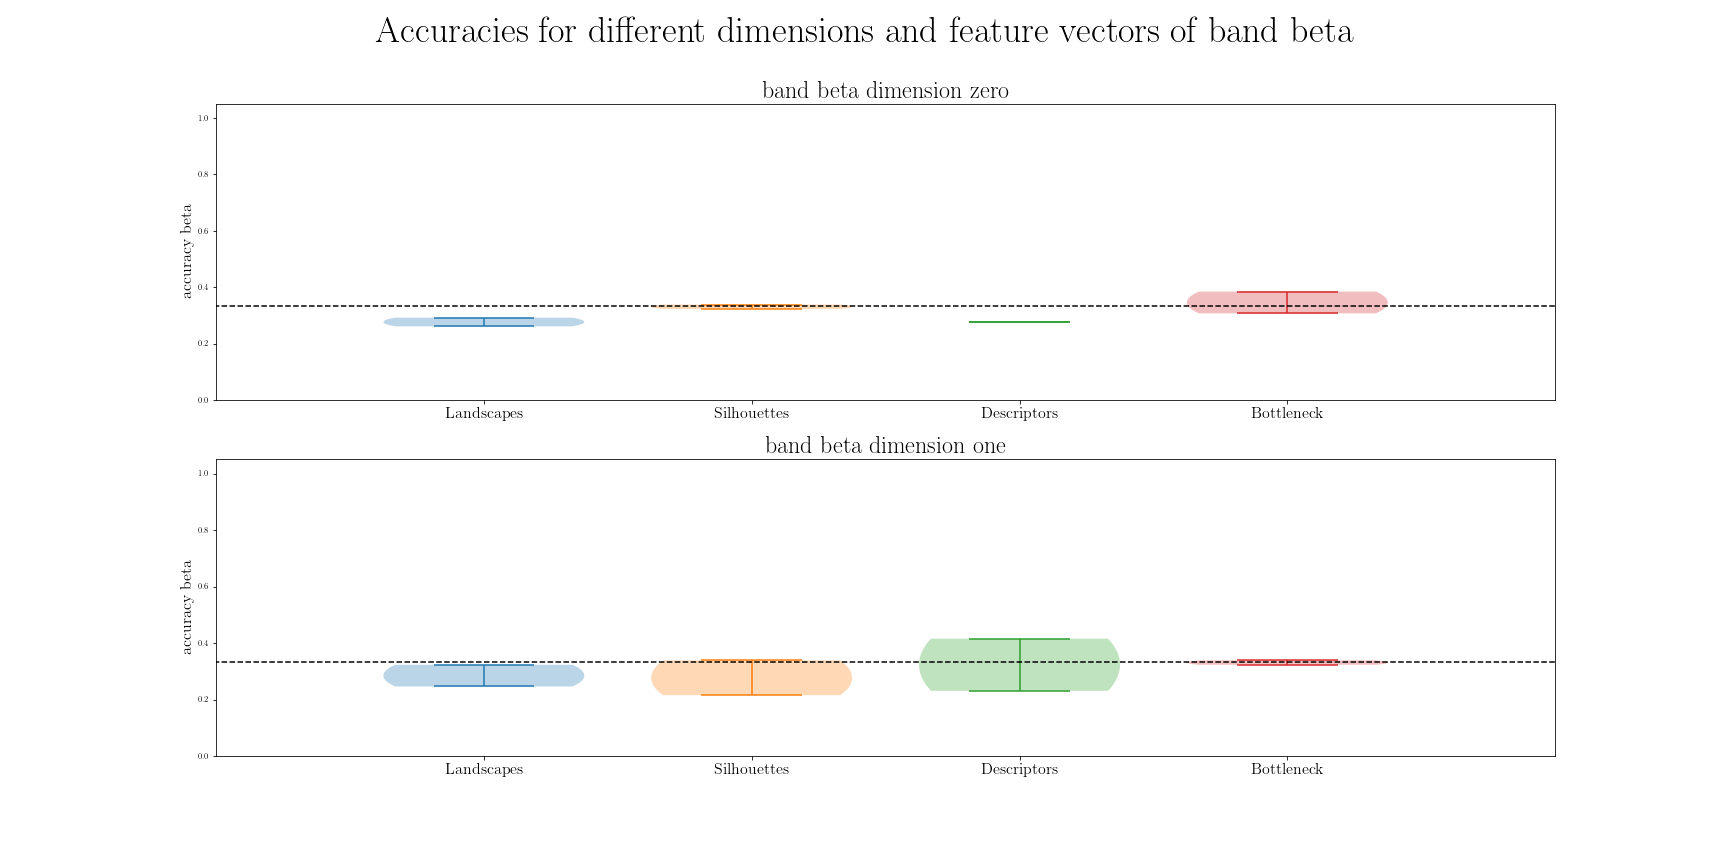 Accuracies for different dimensions and feature vectors of band beta
band beta dimension zero
1.0
0.8
0.6
0.4
0.2
0.0
accuracy beta
Landscapes Silhouettes Descriptors Bottleneck
band beta dimension one
1.0
0.8
0.6
0.4
0.2
0.0
accuracy beta
Landscapes Silhouettes Descriptors Bottleneck